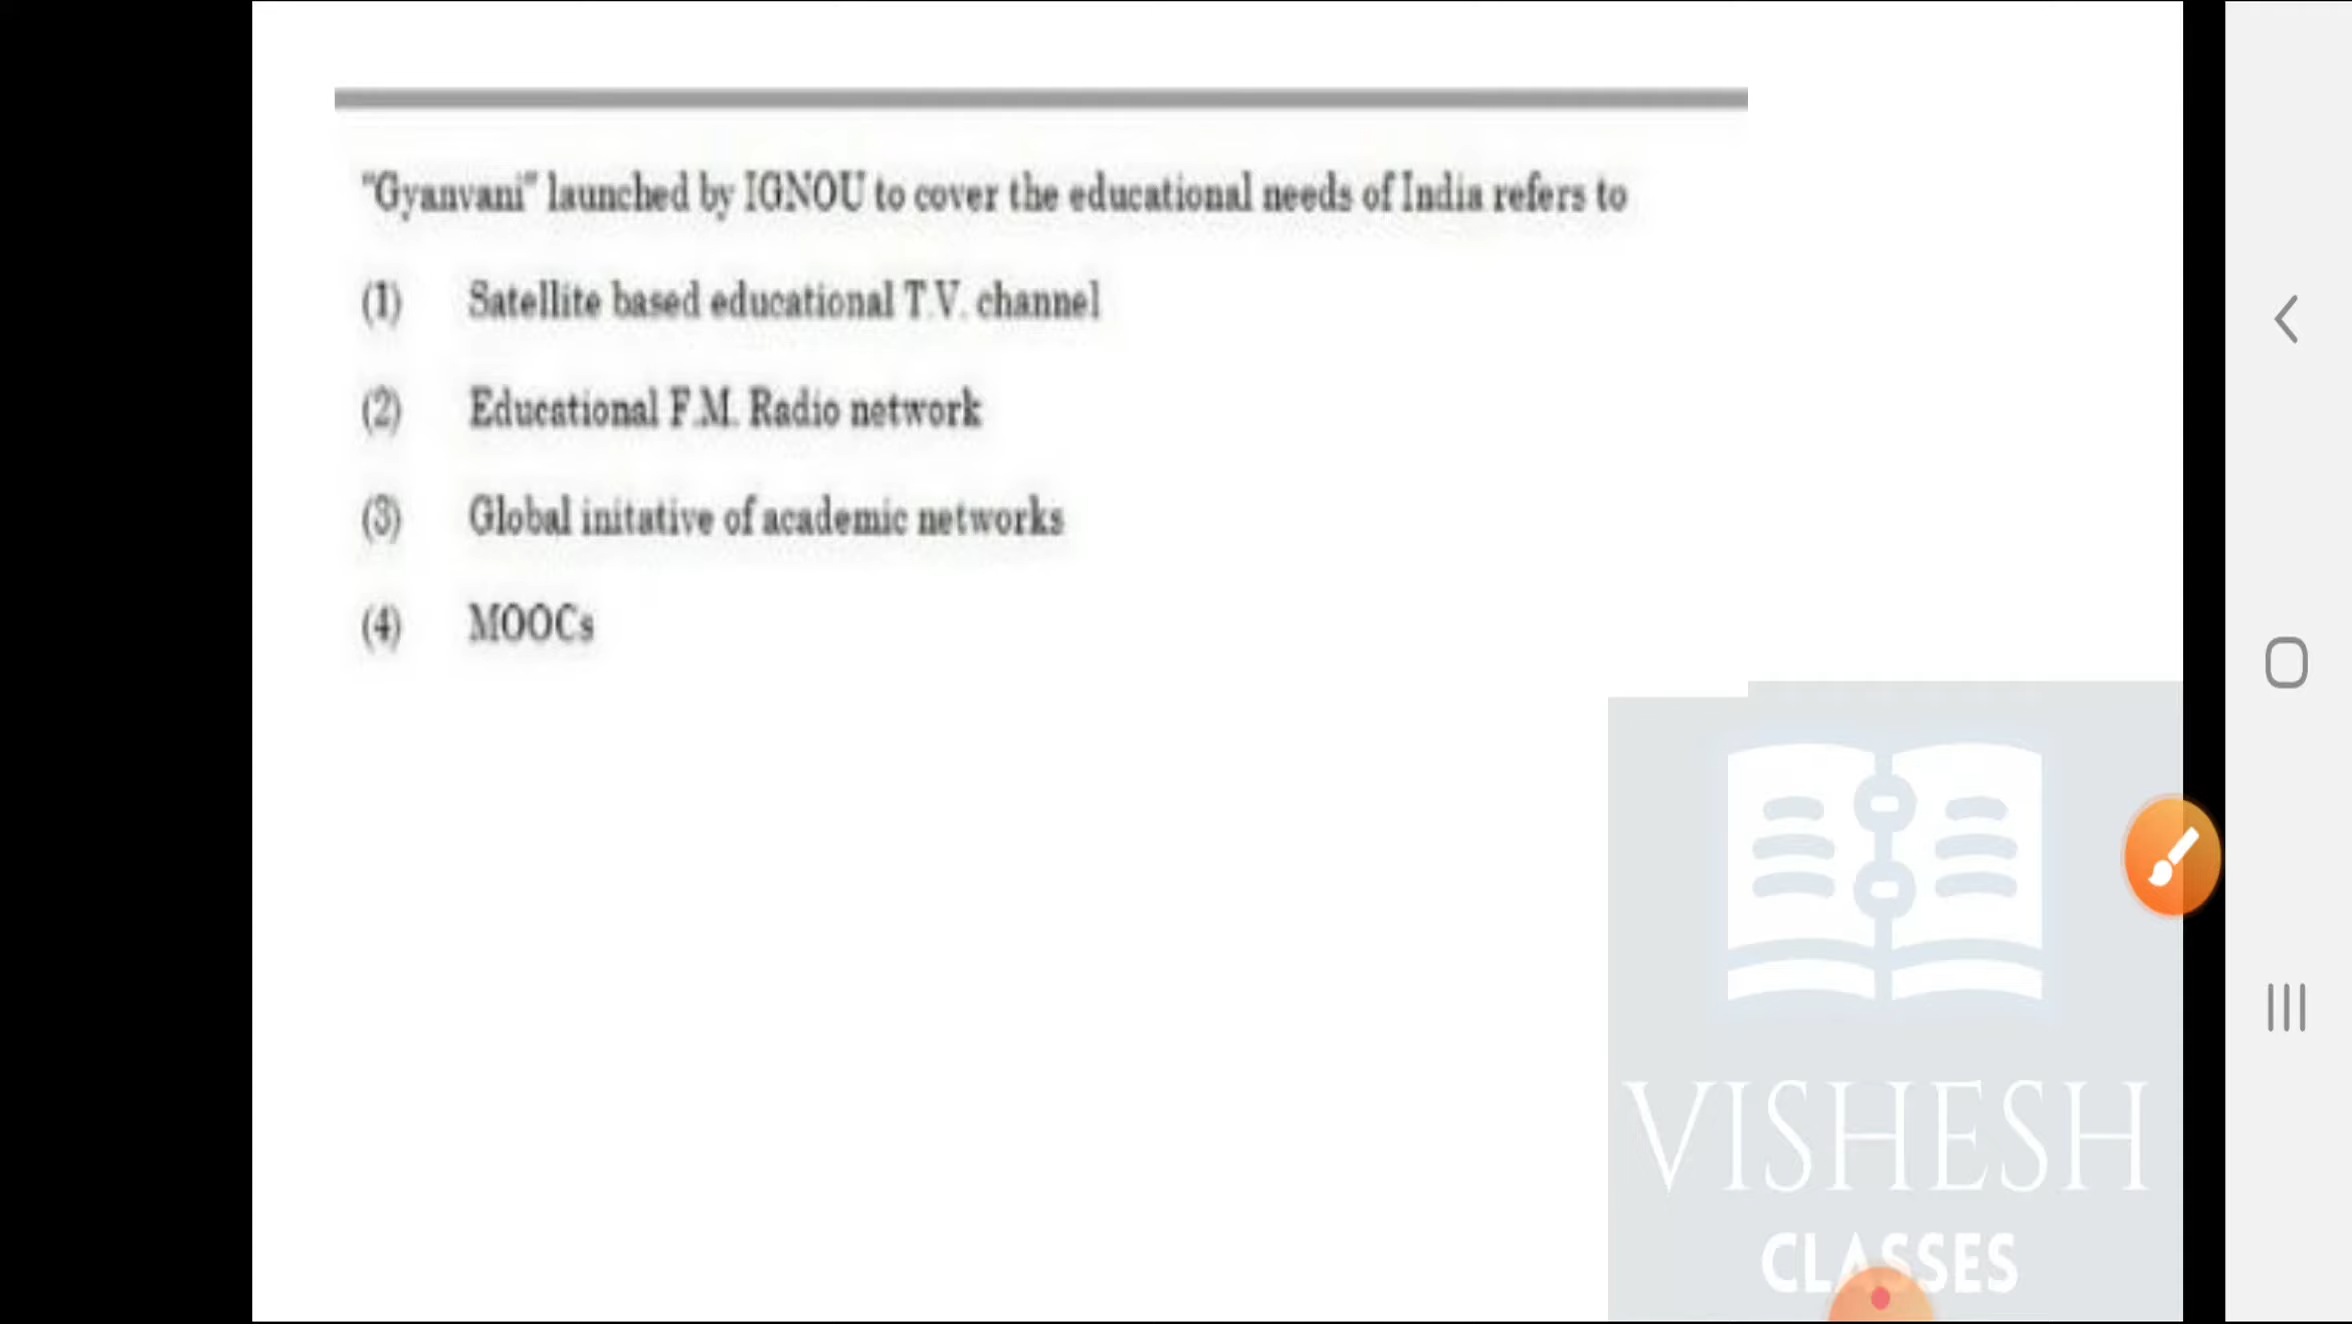 "Gyanvani" launched by IGNOU to cover the educational needs of India refers to
(1) Satellite based educational T.V. channel
(2) Educational F.M. Radio network
(3) Global initative of academic networks
(4) MOOCs
VISHESH
CLASSES